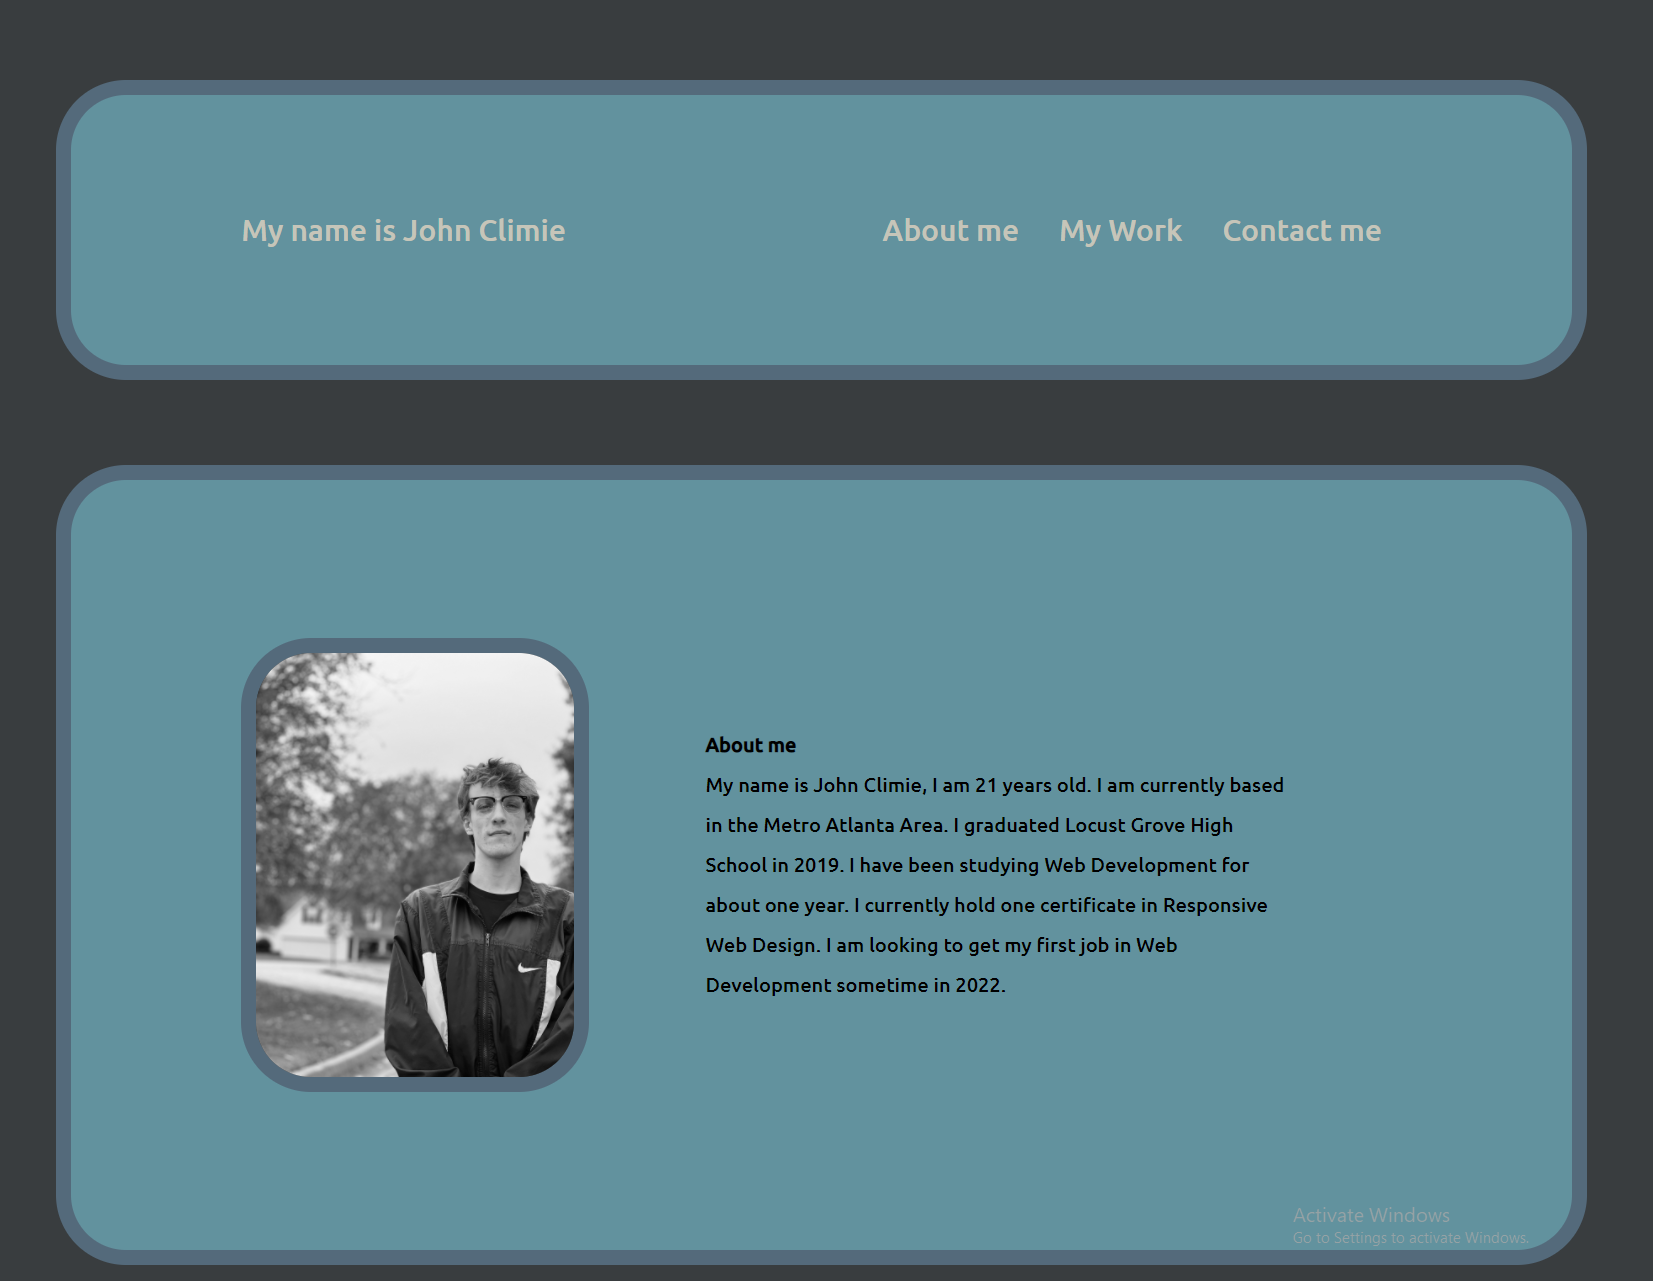 My name is John Climie
About me My Work Contact me
About me
My name is John Climie, I am 21 years old. I am currently based
in the Metro Atlanta Area. I graduated Locust Grove High
School in 2019. I have been studying Web Development for
about one year. I currently hold one certificate in Responsive
Web Design. I am looking to get my first job in Web
Development sometime in 2022.
Activate Windows
Go to Settings to activate Windows.